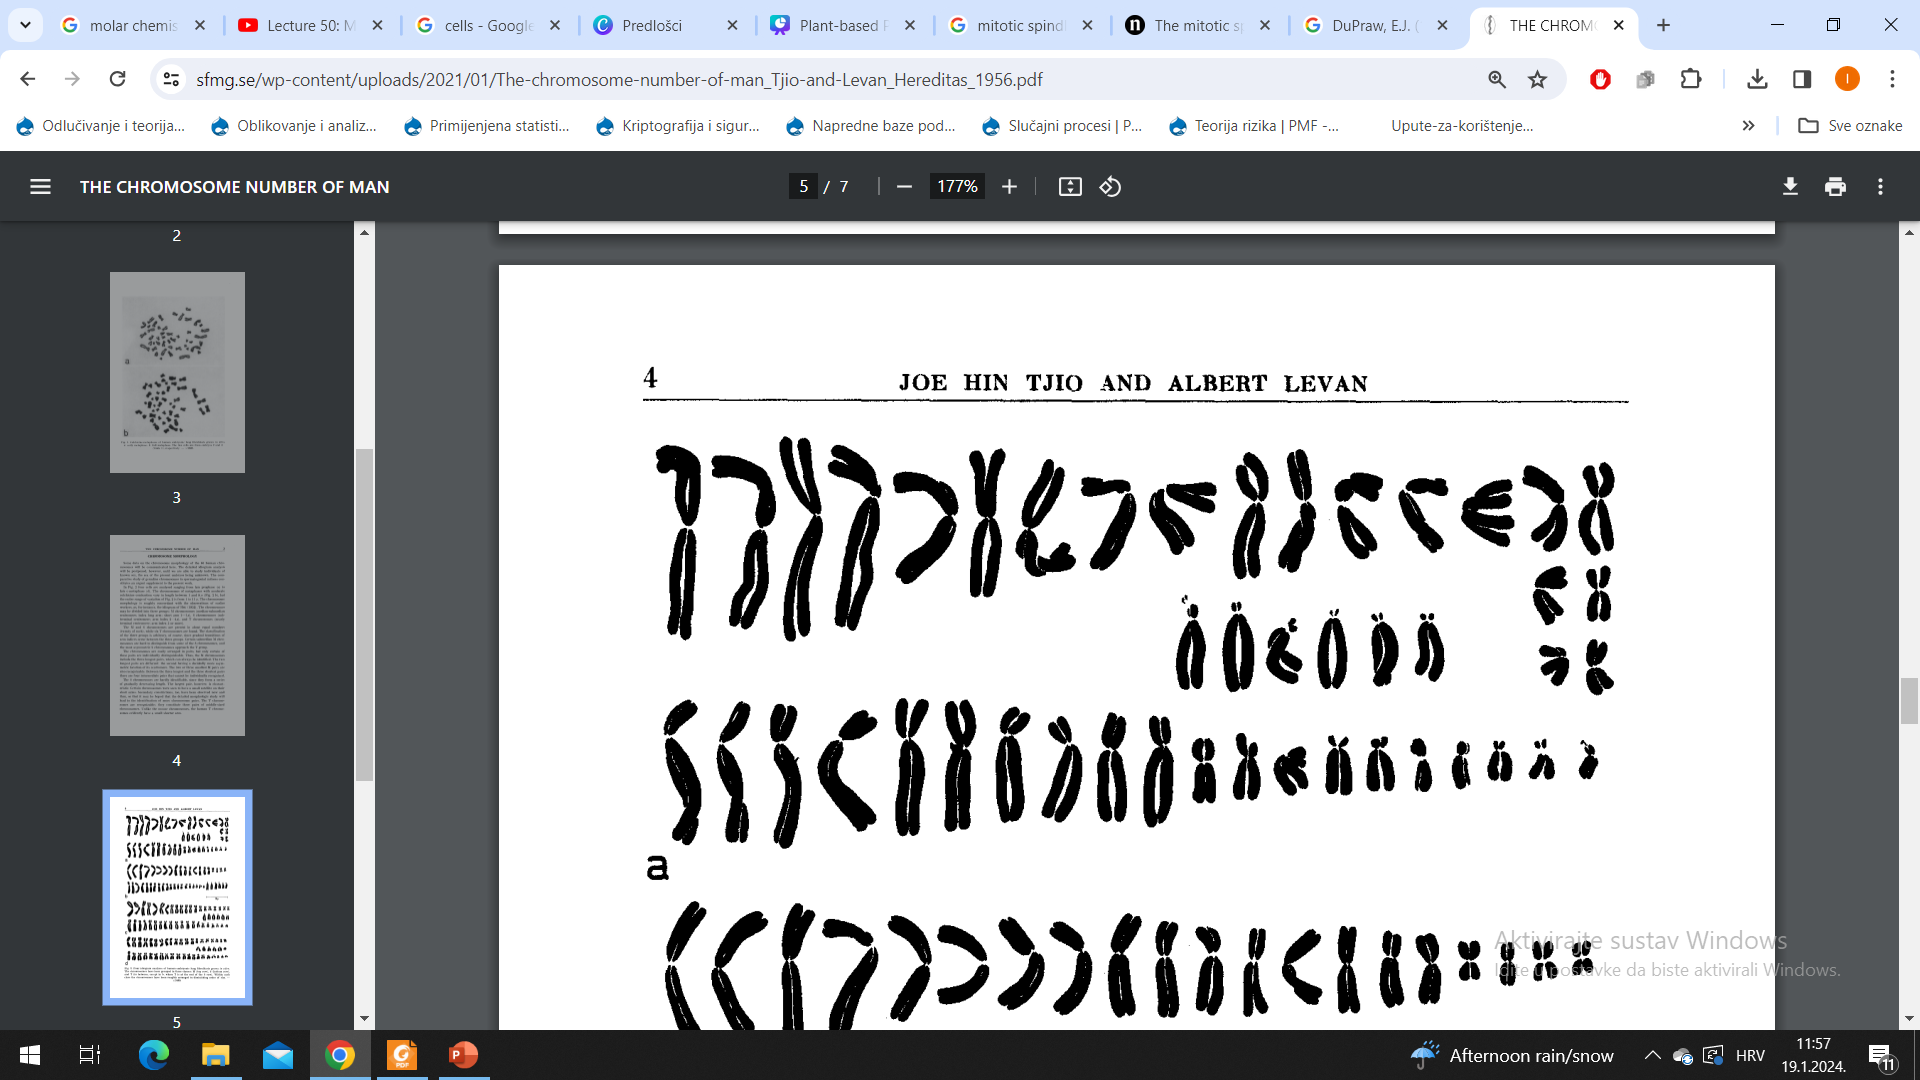 molar chemis
Lecture 50: M
cells - Google
Predlošci
Plant-based P
mitotic spind
The mitotic s
DuPraw, E.J. (
THE CHROM
sfmg.se/wp-content/uploads/2021/01/The-chromosome-number-of-man_Tjio-and-Levan_Hereditas_1956.pdf
I
Odlučivanje i teorija...
Oblikovanje i analiz...
Primijenjena statisti...
Kriptografija i sigur...
Napredne baze pod...
Slučajni procesi | P...
Teorija rizika | PMF -...
Upute-za-korištenje...
»
Sve oznake
THE CHROMOSOME NUMBER OF MAN
5 / 7
177%
2
3
4
5
4 JOE HIN TJIO AND ALBERT LEVAN
a
Aktivirajte sustav Windows
Idite u postavke da biste aktivirali Windows.
Afternoon rain/snow
HRV
11:57
19.1.2024.
11